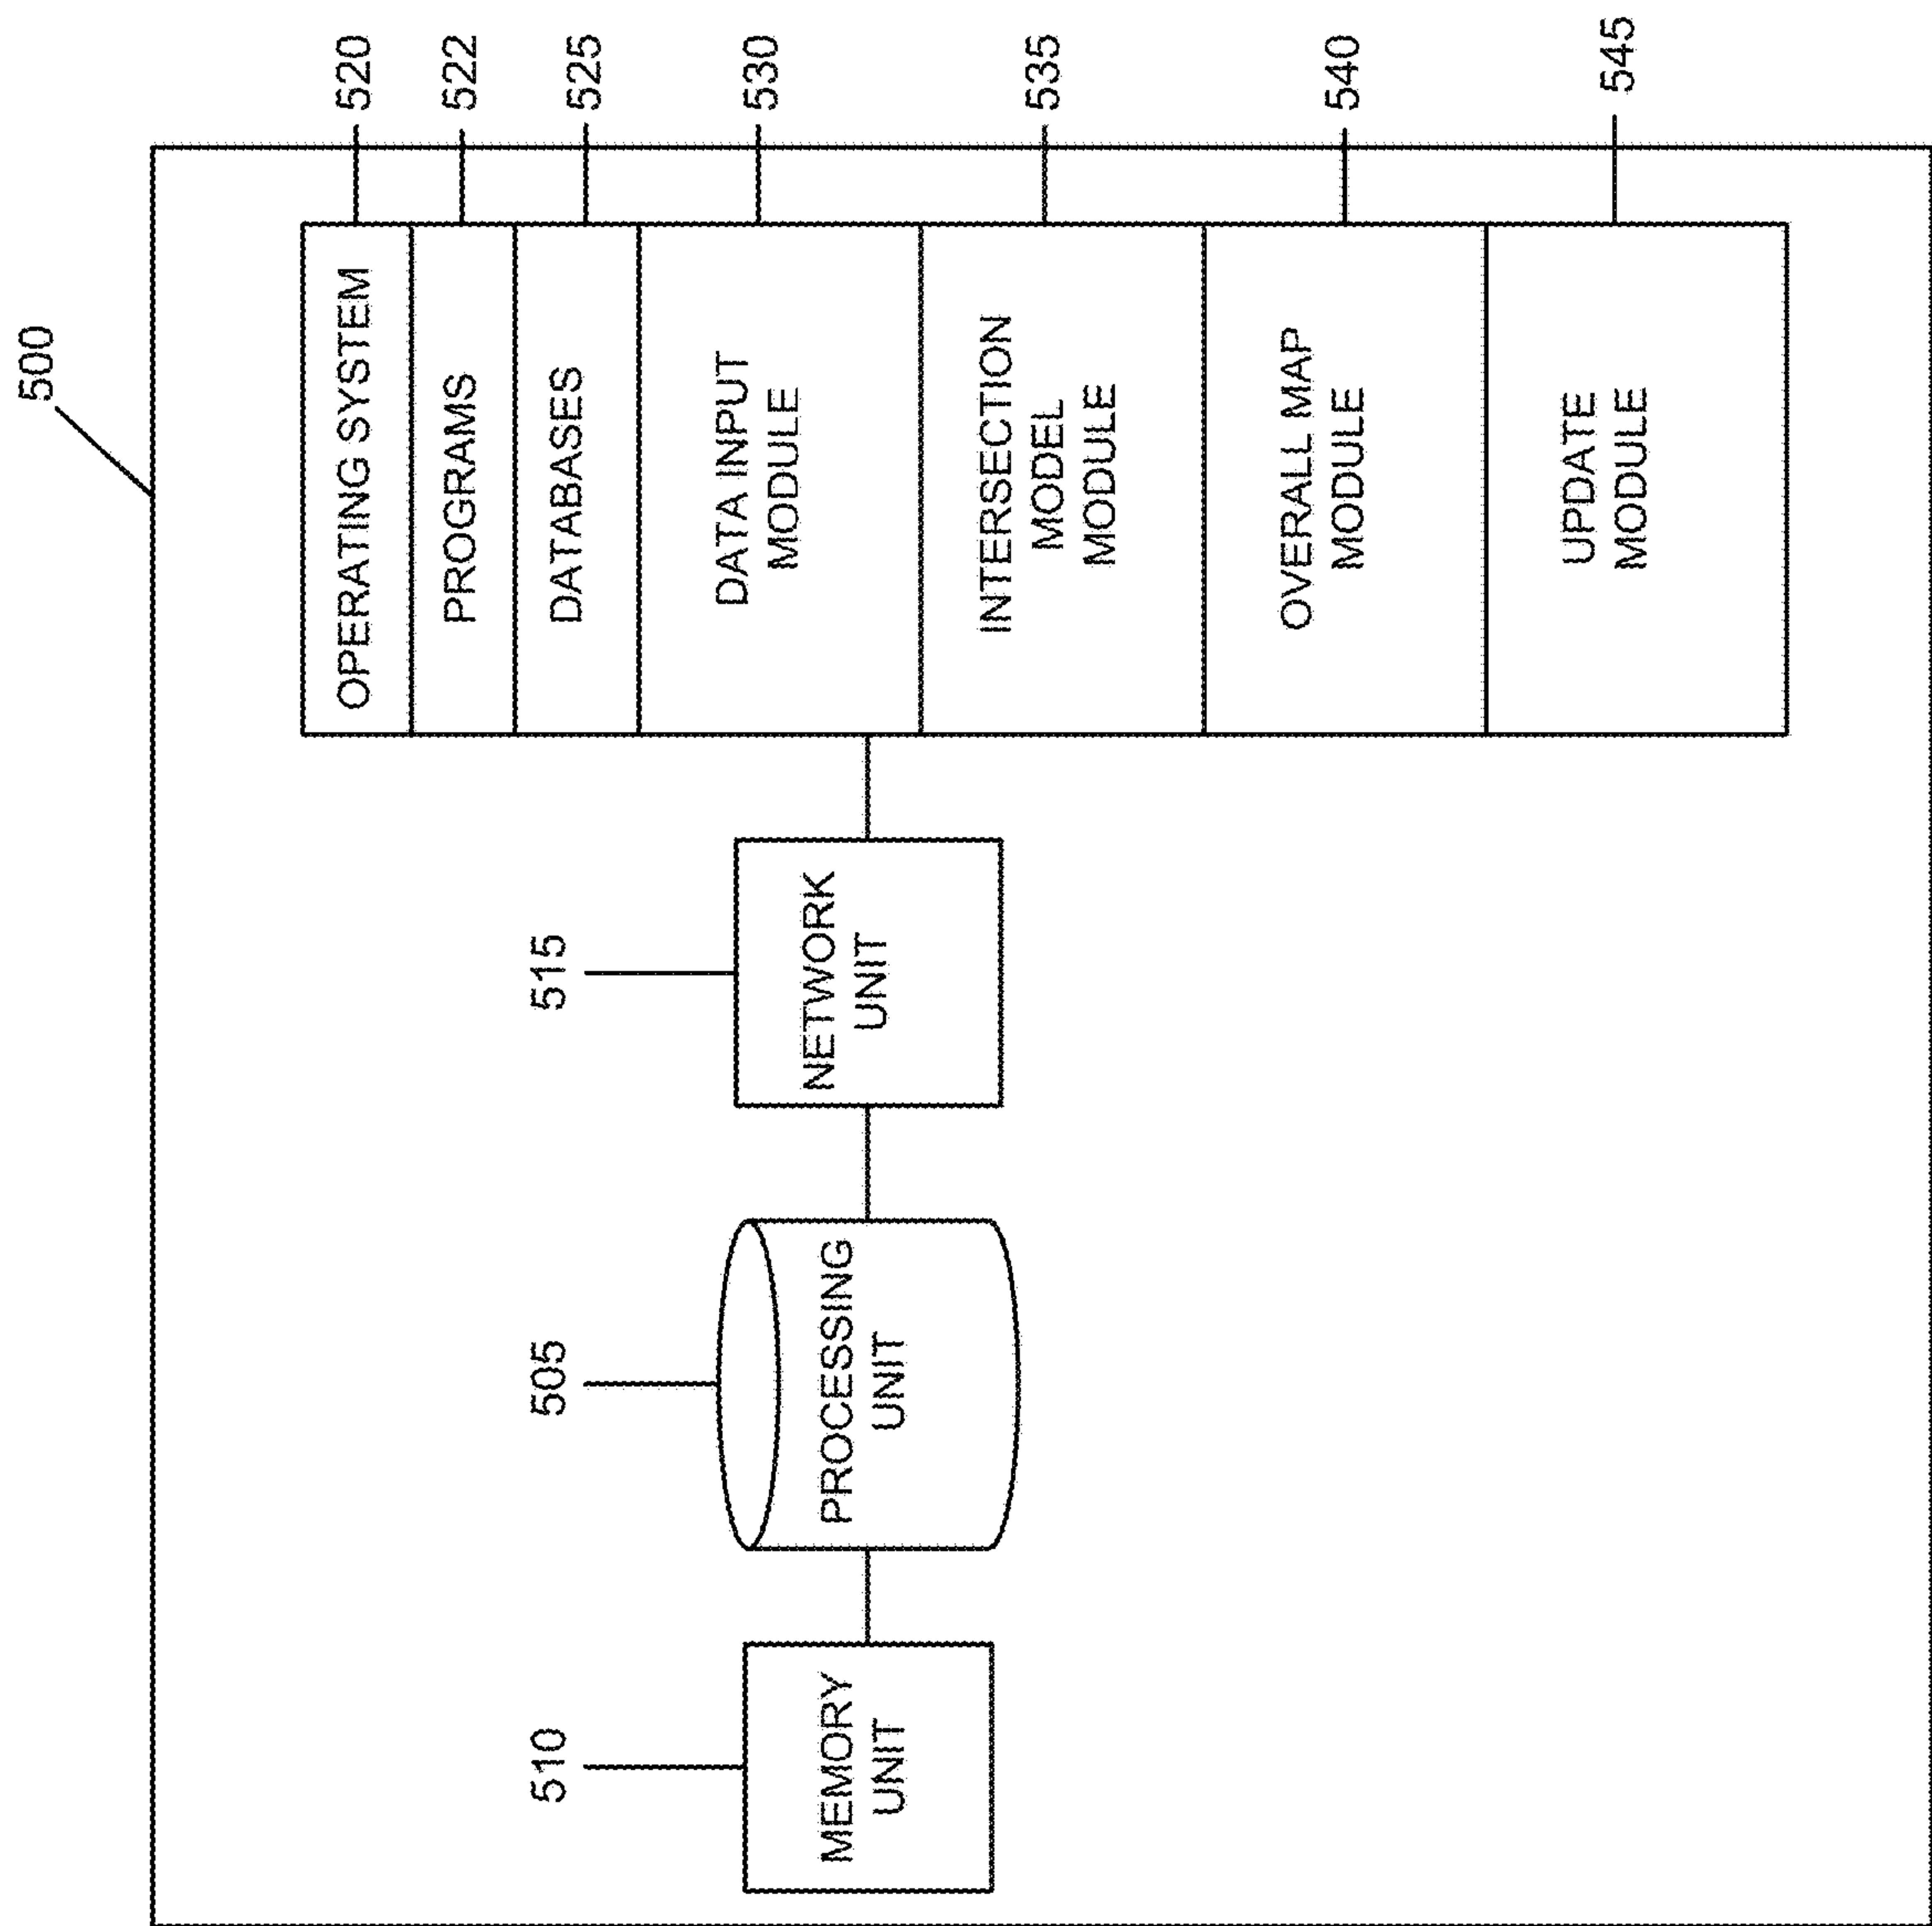 500
510
MEMORY
UNIT
505
PROCESSING
UNIT
515
NETWORK
UNIT
OPERATING SYSTEM
520
PROGRAMS
522
DATABASES
525
DATA INPUT
MODULE
530
INTERSECTION
MODEL
MODULE
535
OVERALL MAP
MODULE
540
UPDATE
MODULE
545